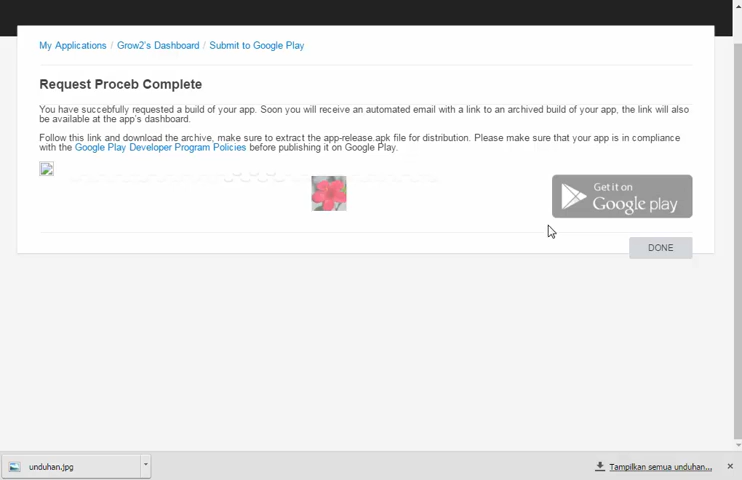 My Applications / Grow2's Dashboard / Submit to Google Play
Request Proceb Complete
You have succebfully requested a build of your app. Soon you will receive an automated email with a link to an archived build of your app, the link will also
be available at the app's dashboard.
Follow this link and download the archive, make sure to extract the app-release.apk file for distribution. Please make sure that your app is in compliance
with the Google Play Developer Program Policies before publishing it on Google Play.
Get it on
Google play
DONE
unduhan.jpg
Tampilkan semua unduhan...